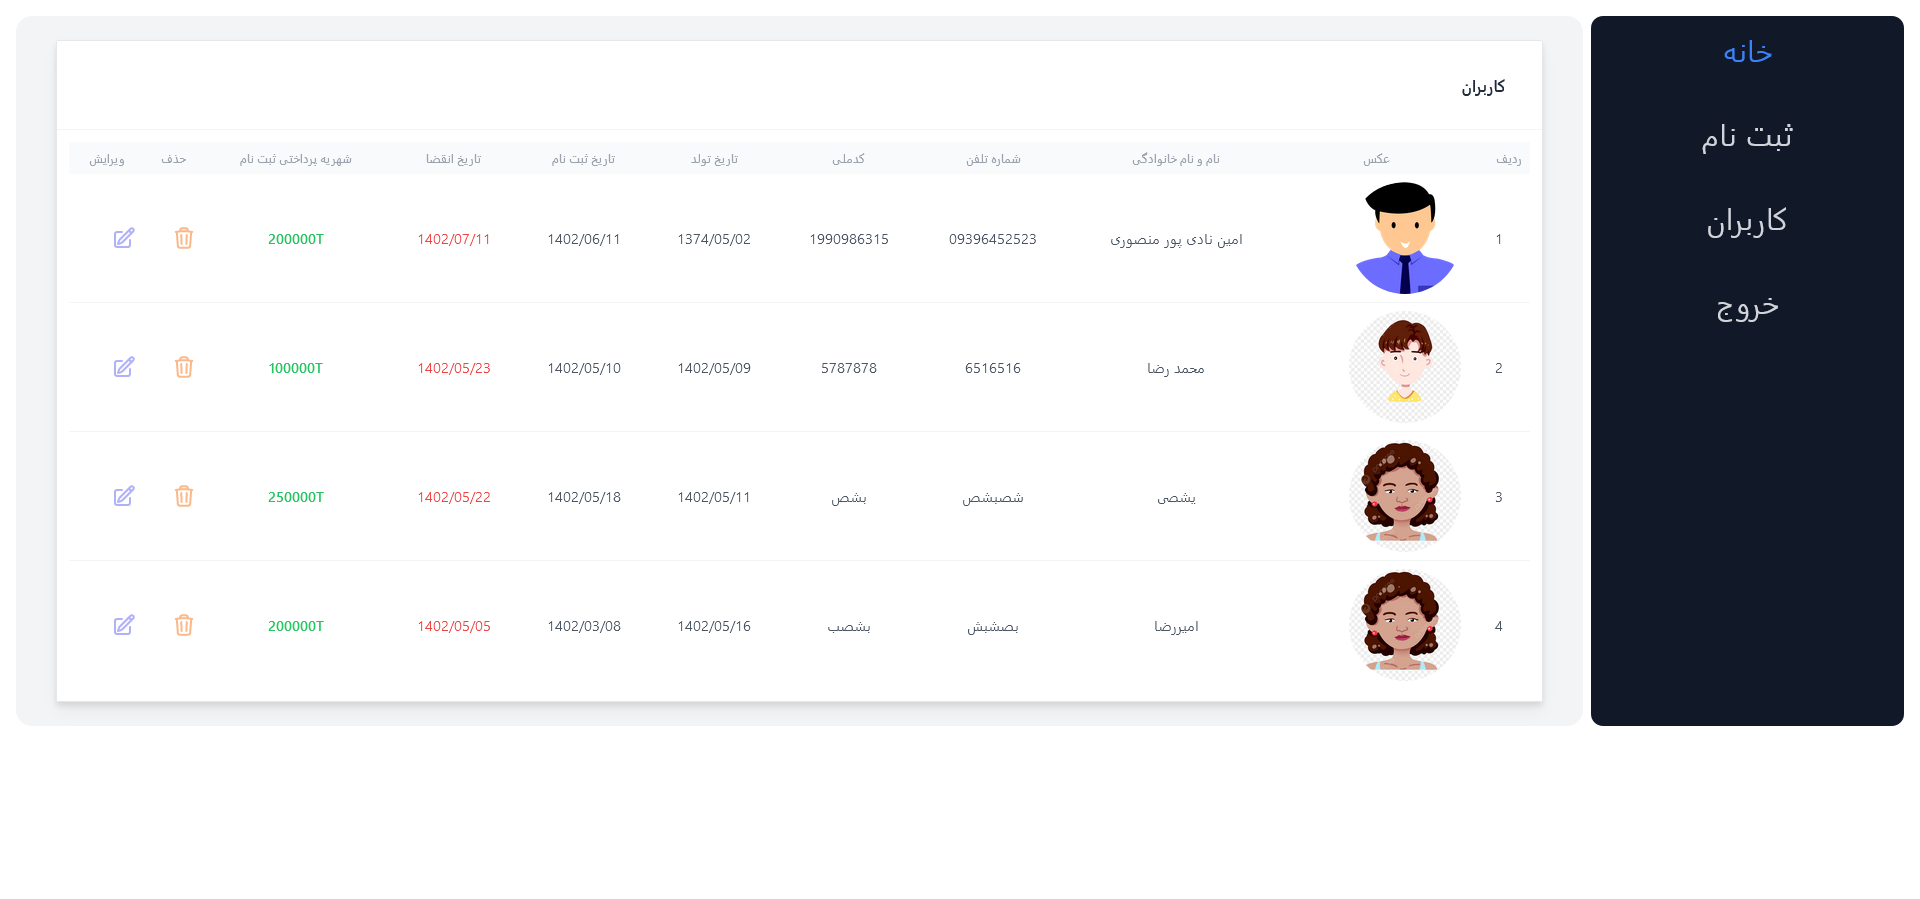 خانه
ثبت نام
کاربران
خروج
کاربران
ردیف عکس نام و نام خانوادگی شماره تلفن کدملی تاریخ تولد تاریخ ثبت نام تاریخ انقضا شهریه پرداختی ثبت نام حذف ویرایش
1 امین نادی پور منصوری 09396452523 1990986315 1374/05/02 1402/06/11 1402/07/11 200000T
2 محمد رضا 6516516 5787878 1402/05/09 1402/05/10 1402/05/23 100000T
3 یشصی شصبشص بشص 1402/05/11 1402/05/18 1402/05/22 250000T
4 امیررضا بصشبش بشصب 1402/05/16 1402/03/08 1402/05/05 200000T